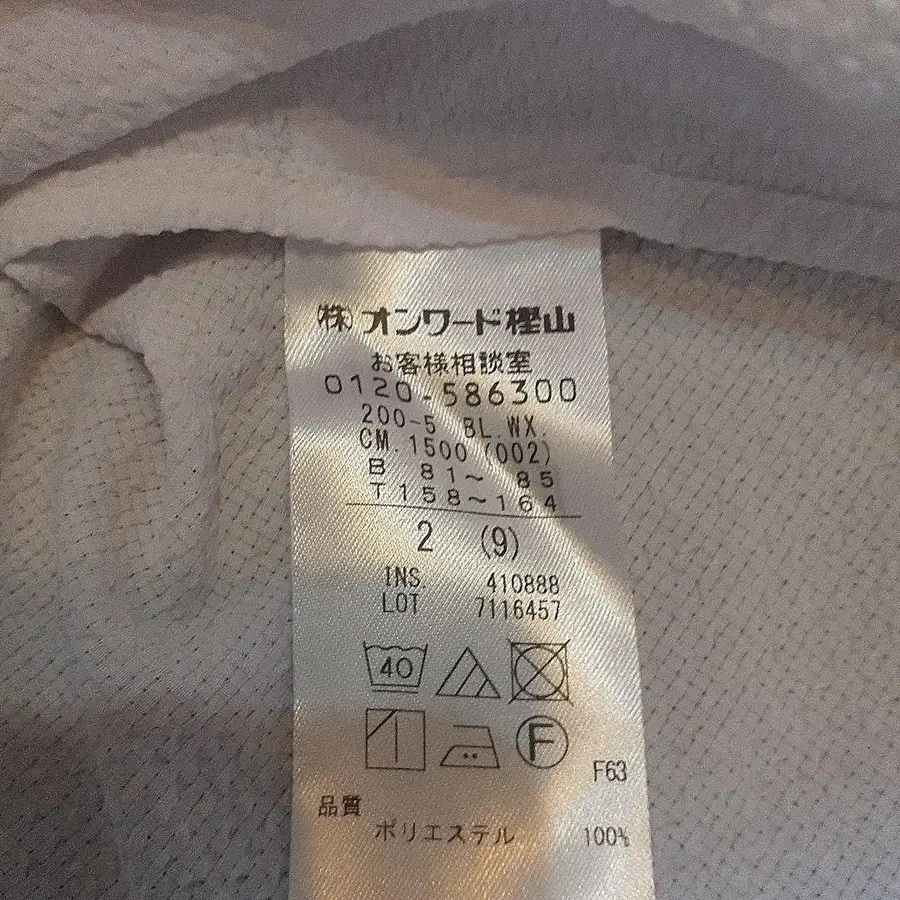 (株)オンワード樫山
お客様相談室
0120-586300
200-5 BL.WX.
CM.1500 (002)
B 81~ 85
T158~164
2 (9)
INS. 410888
LOT 7116457
40
F
F63
品質
ポリエステル 100%